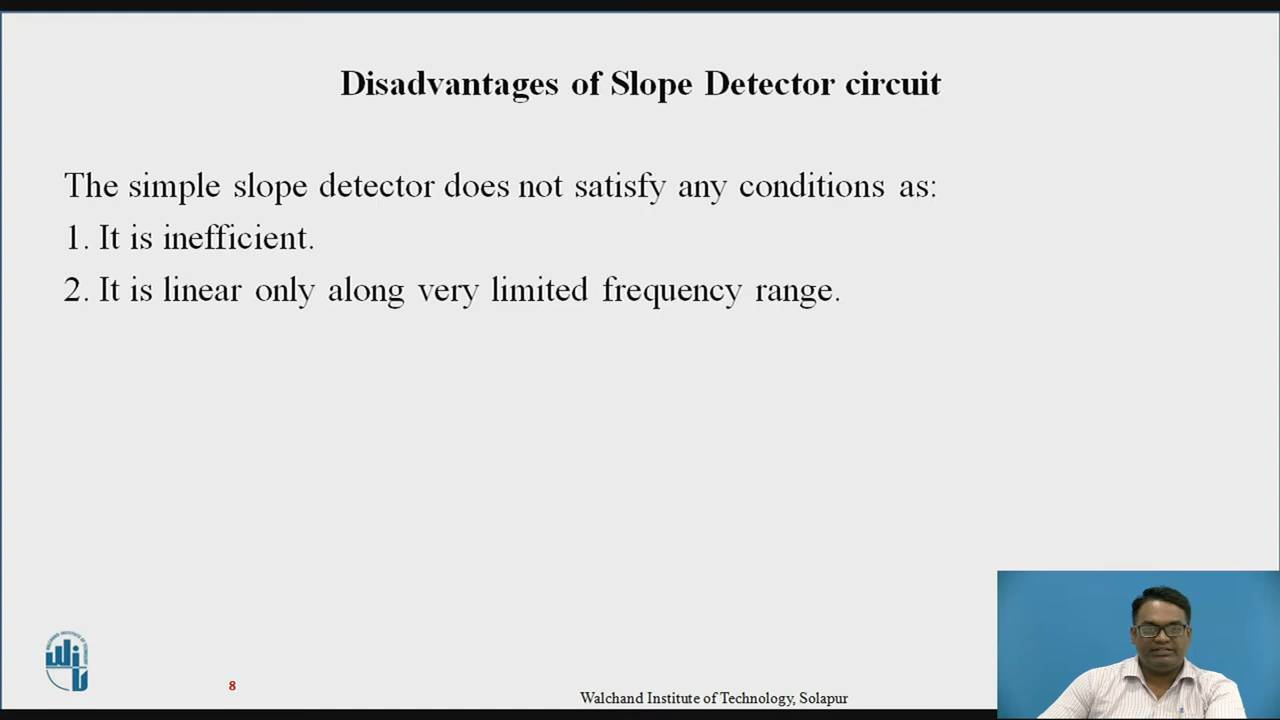 Disadvantages of Slope Detector circuit
The simple slope detector does not satisfy any conditions as:
1. It is inefficient.
2. It is linear only along very limited frequency range.
8
Walchand Institute of Technology, Solapur